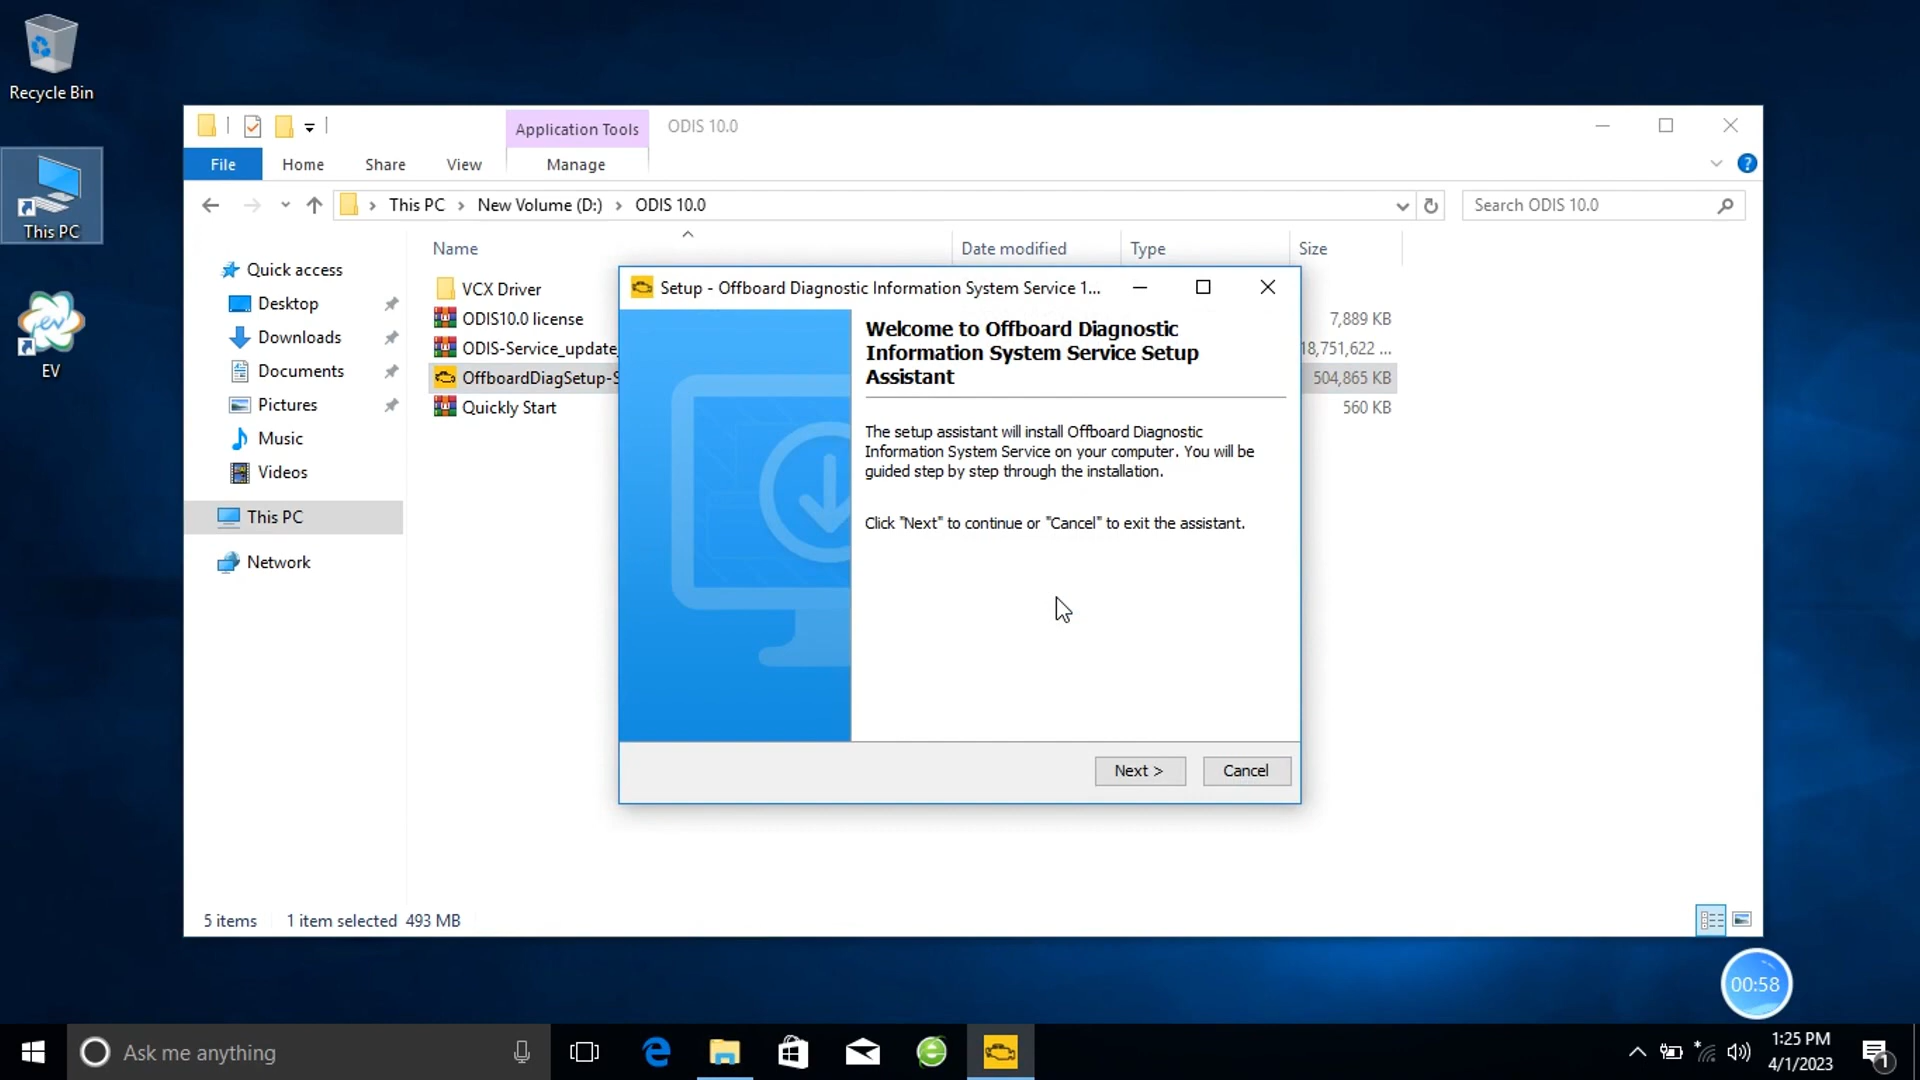 Recycle Bin
This PC
EV
Application Tools
ODIS 10.0
File
Home
Share
View
Manage
This PC
New Volume (D:)
ODIS 10.0
Search ODIS 10.0
Quick access
Desktop
Downloads
Documents
Pictures
Music
Videos
This PC
Network
Name
Date modified
Type
Size
VCX Driver
ODIS10.0 license
7,889 KB
ODIS-Service_update_
18,751,622 ...
OffboardDiagSetup-S
504,865 KB
Quickly Start
560 KB
Setup - Offboard Diagnostic Information System Service 1...
Welcome to Offboard Diagnostic
Information System Service Setup
Assistant
The setup assistant will install Offboard Diagnostic
Information System Service on your computer. You will be
guided step by step through the installation.
Click "Next" to continue or "Cancel" to exit the assistant.
Next >
Cancel
5 items
1 item selected 493 MB
00:58
Ask me anything
1:25 PM
4/1/2023
1